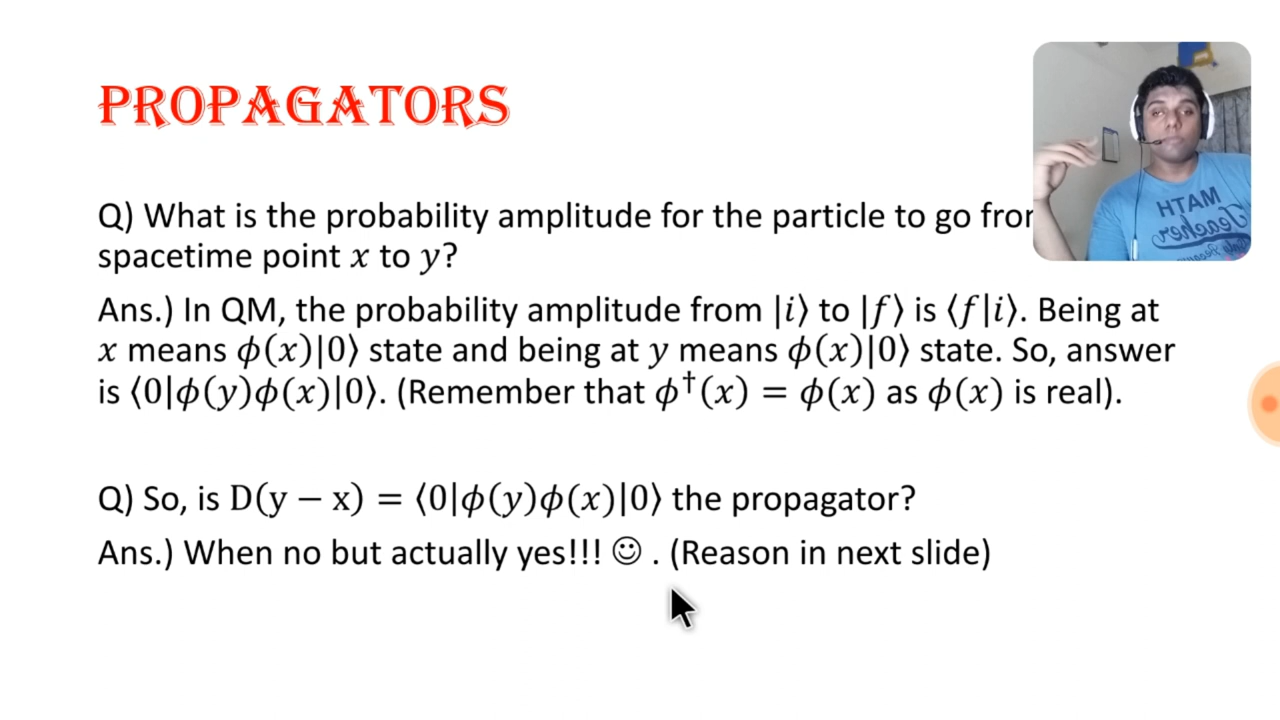 PROPAGATORS
Q) What is the probability amplitude for the particle to go
spacetime point x to y?
Ans.) In QM, the probability amplitude from |i⟩ to |f⟩ is ⟨f|i⟩. Being at
x means ϕ(x)|0⟩ state and being at y means ϕ(x)|0⟩ state. So, answer
is ⟨0|ϕ(y)ϕ(x)|0⟩. (Remember that ϕ†(x) = ϕ(x) as ϕ(x) is real).
Q) So, is D(y − x) = ⟨0|ϕ(y)ϕ(x)|0⟩ the propagator?
Ans.) When no but actually yes!!! ☺ . (Reason in next slide)
MATH
Teacher